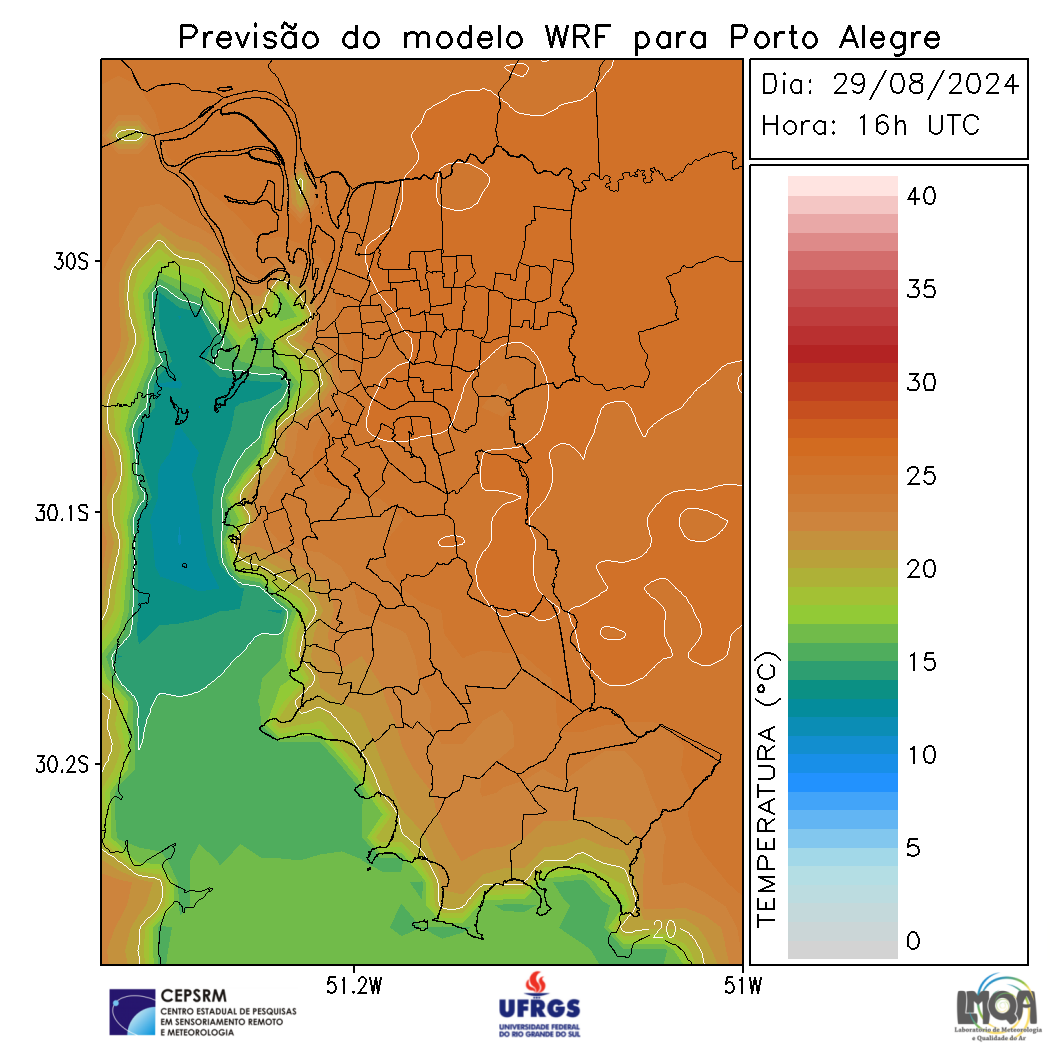 Previsão do modelo WRF para Porto Alegre
Dia: 29/08/2024
Hora: 16h UTC
40
35
30
25
20
15
10
5
0
TEMPERATURA (°C)
30S
30.1S
30.2S
20
51.2W
51W
CEPSRM
CENTRO ESTADUAL DE PESQUISAS
EM SENSORIAMENTO REMOTO
E METEOROLOGIA
UFRGS
UNIVERSIDADE FEDERAL
DO RIO GRANDE DO SUL
LMQA
Laboratório de Meteorologia
e Qualidade do Ar